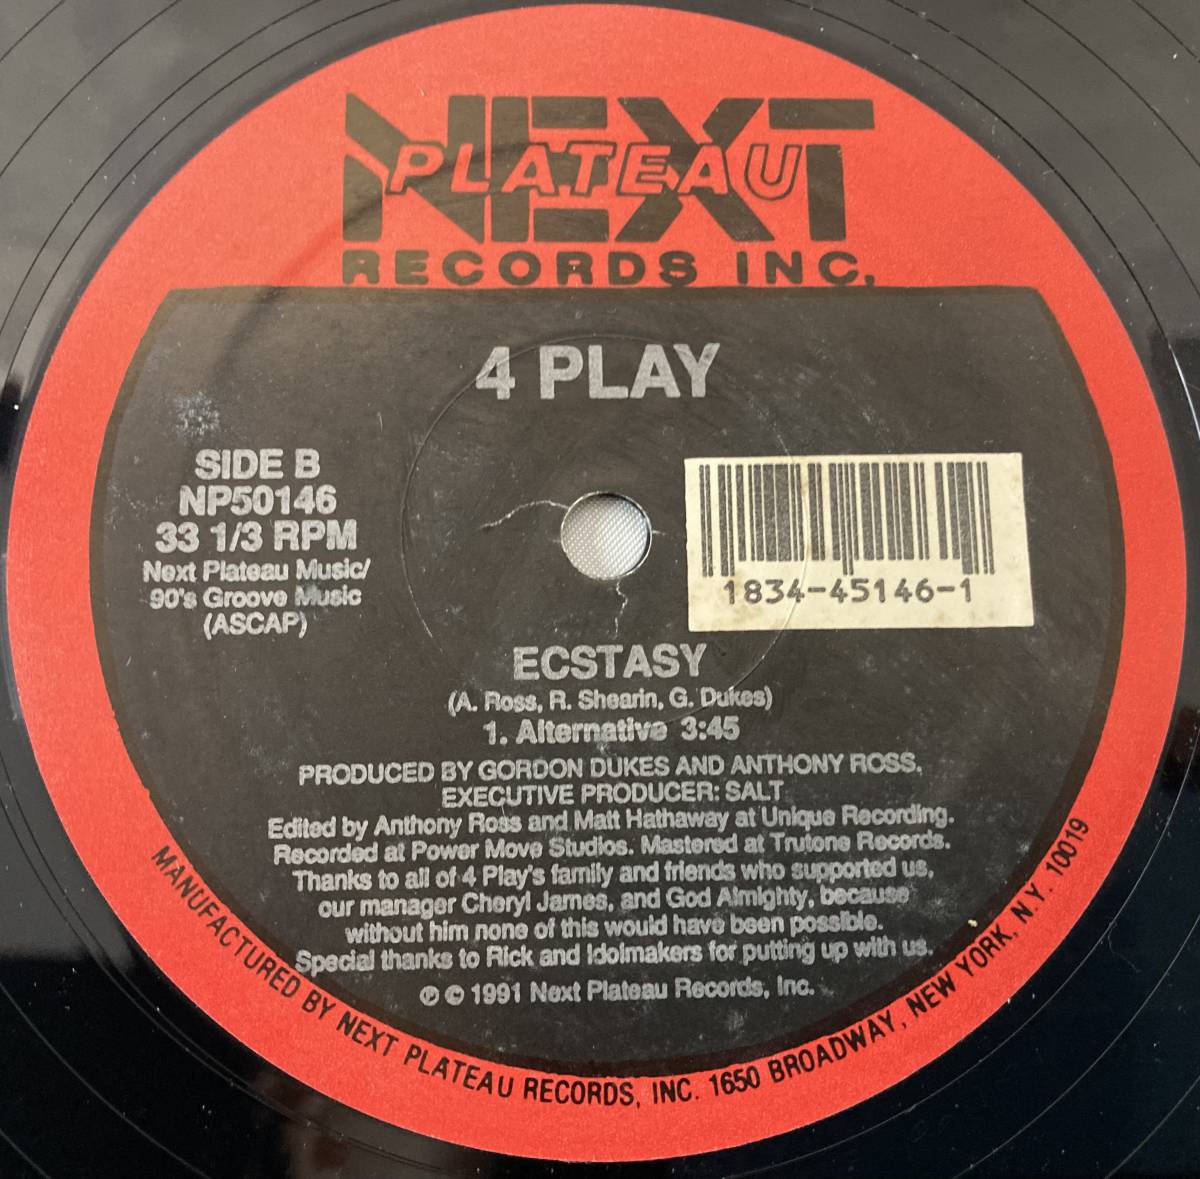 NEXT
PLATEAU
RECORDS INC.
4 PLAY
SIDE B
NP50146
33 1/3 RPM
Next Plateau Music/
90's Groove Music
(ASCAP)
1834-45146-1
ECSTASY
(A. Ross, R. Shearin, G. Dukes)
1. Alternative 3:45
PRODUCED BY GORDON DUKES AND ANTHONY ROSS.
EXECUTIVE PRODUCER: SALT
Edited by Anthony Ross and Matt Hathaway at Unique Recording.
Recorded at Power Move Studios. Mastered at Trutone Records.
Thanks to all of 4 Play's family and friends who supported us,
our manager Cheryl James, and God Almighty, because
without him none of this would have been possible.
Special thanks to Rick and Idolmakers for putting up with us.
℗ © 1991 Next Plateau Records, Inc.
MANUFACTURED BY NEXT PLATEAU RECORDS, INC. 1650 BROADWAY, NEW YORK, N.Y. 10019